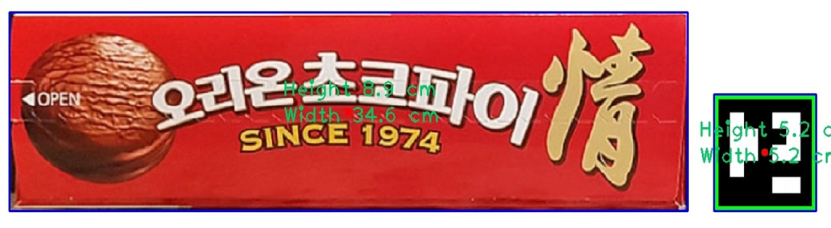 ◀OPEN
오리온 초코파이 情
Height 8.9 cm
Width 34.6 cm
SINCE 1974
Height 5.2 c
Width 5.2 cr